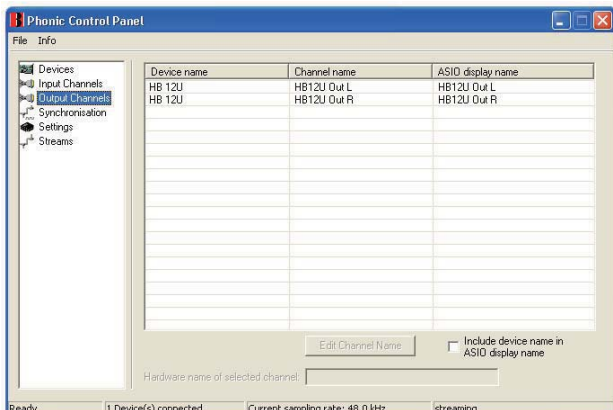 Phonic Control Panel
File Info
Devices
Input Channels
Output Channels
Synchronisation
Settings
Streams
Device name Channel name ASIO display name
HB 12U HB12U Out L HB12U Out L
HB 12U HB12U Out R HB12U Out R
Edit Channel Name
Include device name in
ASIO display name
Hardware name of selected channel:
Ready 1 Device(s) connected Current sampling rate: 48.0 kHz streaming